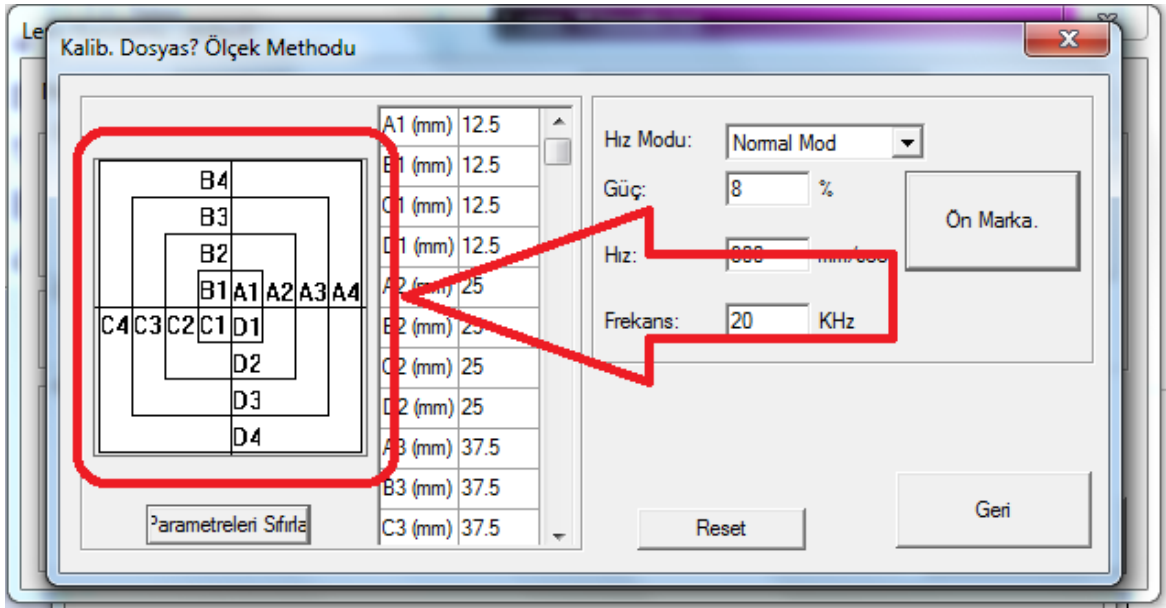 Kalib. Dosyas? Ölçek Methodu
B4
B3
B2
B1 A1 A2 A3 A4
C4 C3 C2 C1 D1
D2
D3
D4
Parametreleri Sıfırla
A1 (mm) 12.5
B1 (mm) 12.5
C1 (mm) 12.5
D1 (mm) 12.5
A2 (mm) 25
B2 (mm) 25
C2 (mm) 25
D2 (mm) 25
A3 (mm) 37.5
B3 (mm) 37.5
C3 (mm) 37.5
Hız Modu: Normal Mod
Güç: 8 %
Hız:
Frekans: 20 KHz
Ön Marka.
Reset
Geri